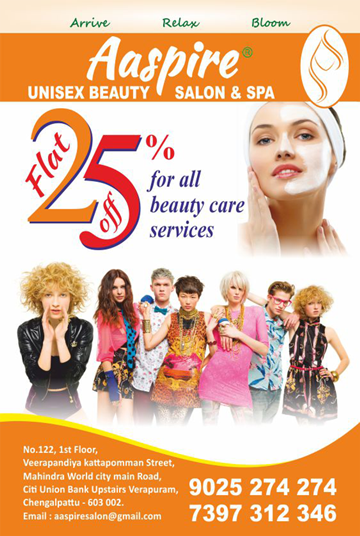 Arrive Relax Bloom
Aaspire®
UNISEX BEAUTY SALON & SPA
Flat 25% off
for all
beauty care
services
No.122, 1st Floor,
Veerapandiya kattapomman Street,
Mahindra World city main Road,
Citi Union Bank Upstairs Verapuram,
Chengalpattu - 603 002.
Email : aaspiresalon@gmail.com
9025 274 274
7397 312 346